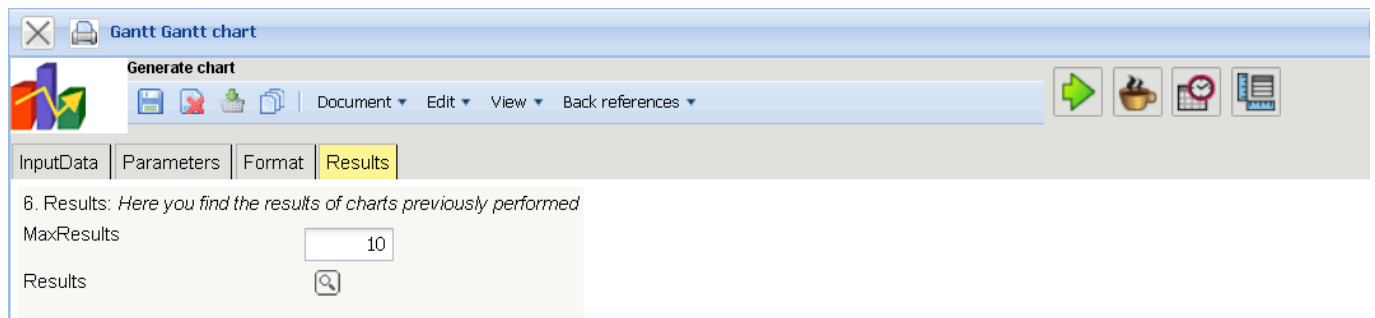 Gantt Gantt chart
Generate chart
Document Edit View Back references
InputData Parameters Format Results
6. Results: Here you find the results of charts previously performed
MaxResults 10
Results